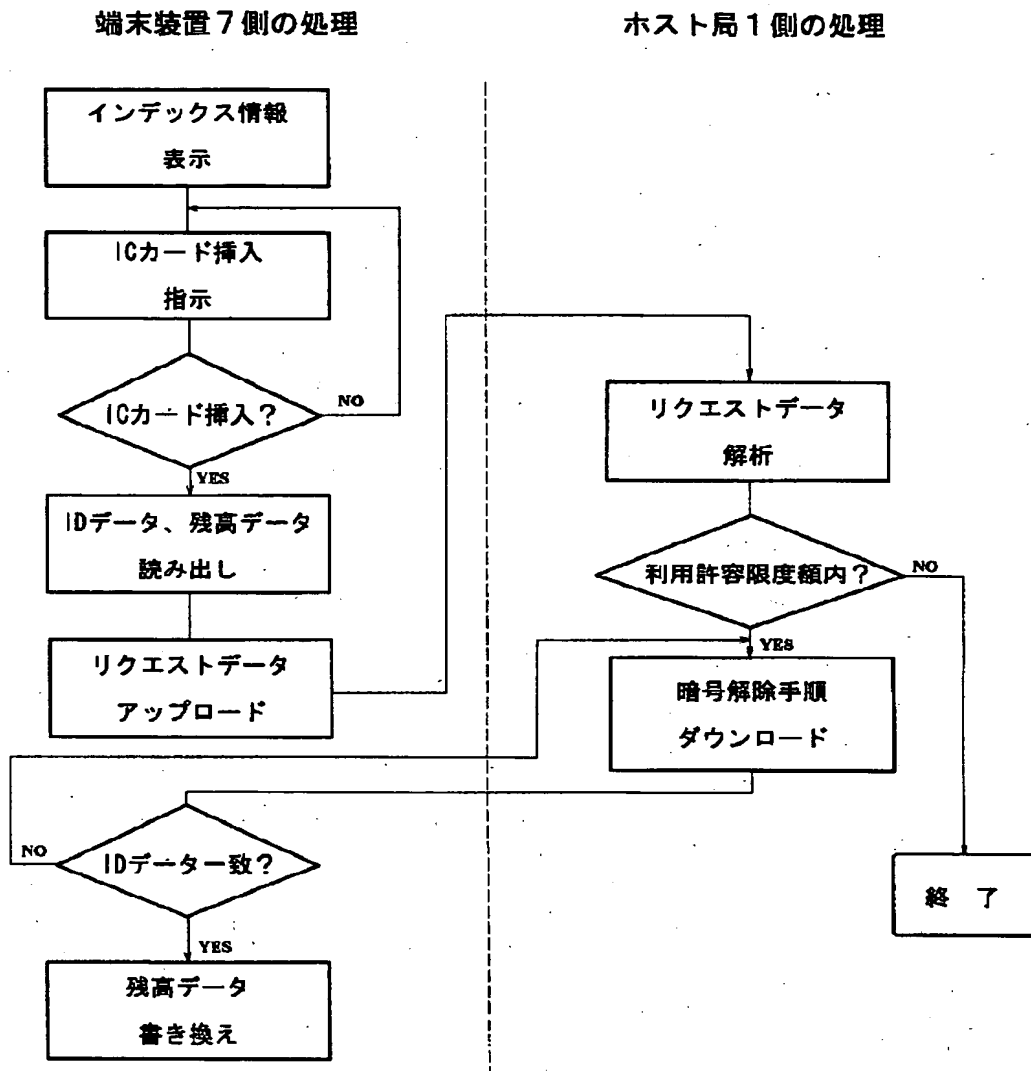 端末装置7側の処理
ホスト局1側の処理
インデックス情報
表示
ICカード挿入
指示
ICカード挿入?
NO
YES
IDデータ、残高データ
読み出し
リクエストデータ
アップロード
リクエストデータ
解析
利用許容限度額内?
NO
YES
暗号解除手順
ダウンロード
NO
IDデータ一致?
YES
残高データ
書き換え
終 了